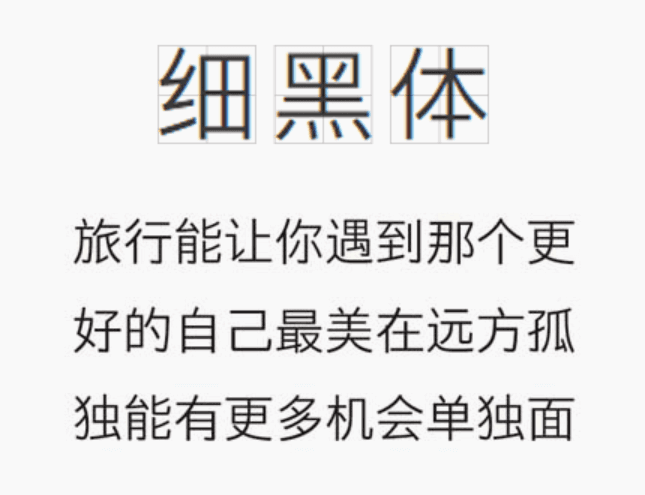 细黑体
旅行能让你遇到那个更
好的自己最美在远方孤
独能有更多机会单独面